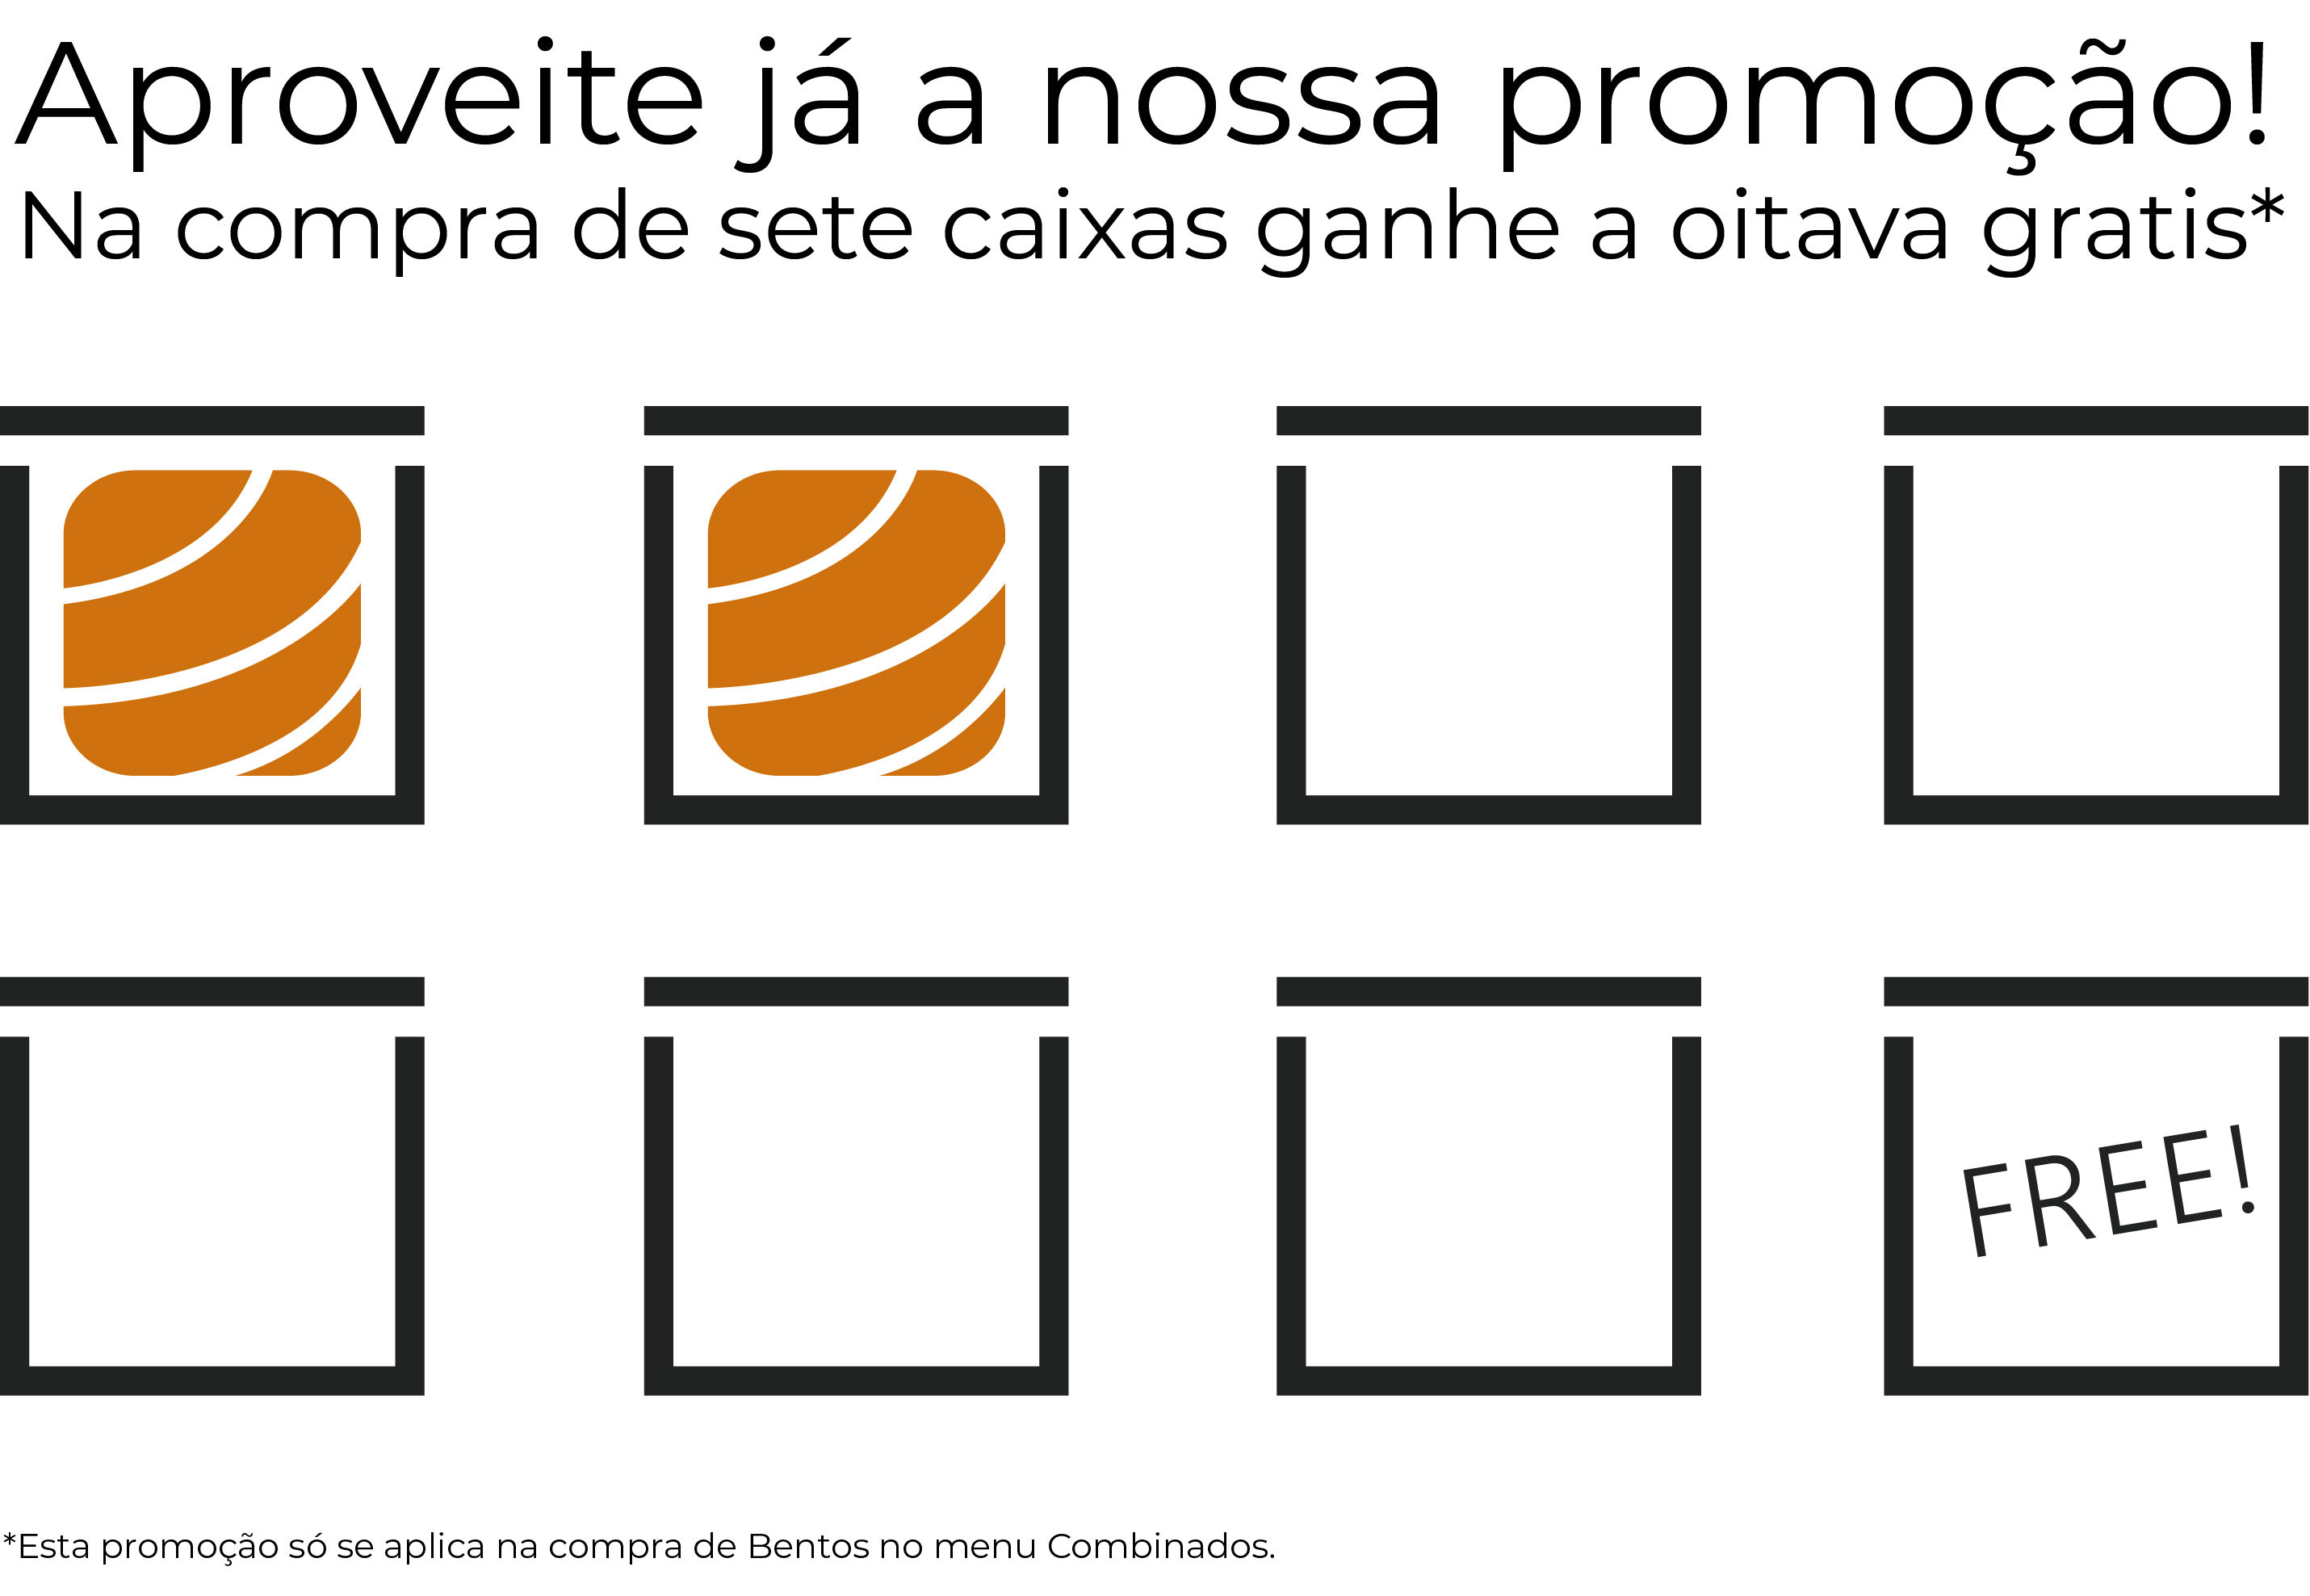 Aproveite já a nossa promoção!
Na compra de sete caixas ganhe a oitava gratis*
FREE!
*Esta promoção só se aplica na compra de Bentos no menu Combinados.